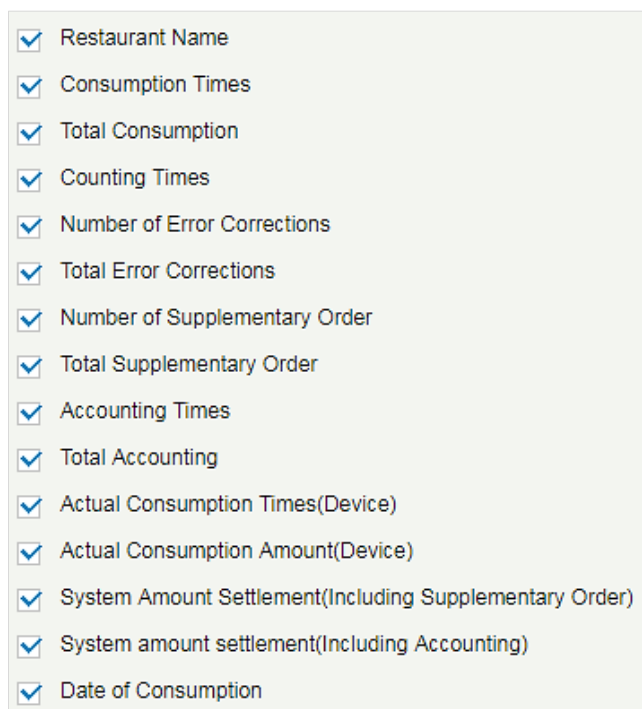 Restaurant Name
Consumption Times
Total Consumption
Counting Times
Number of Error Corrections
Total Error Corrections
Number of Supplementary Order
Total Supplementary Order
Accounting Times
Total Accounting
Actual Consumption Times(Device)
Actual Consumption Amount(Device)
System Amount Settlement(Including Supplementary Order)
System amount settlement(Including Accounting)
Date of Consumption